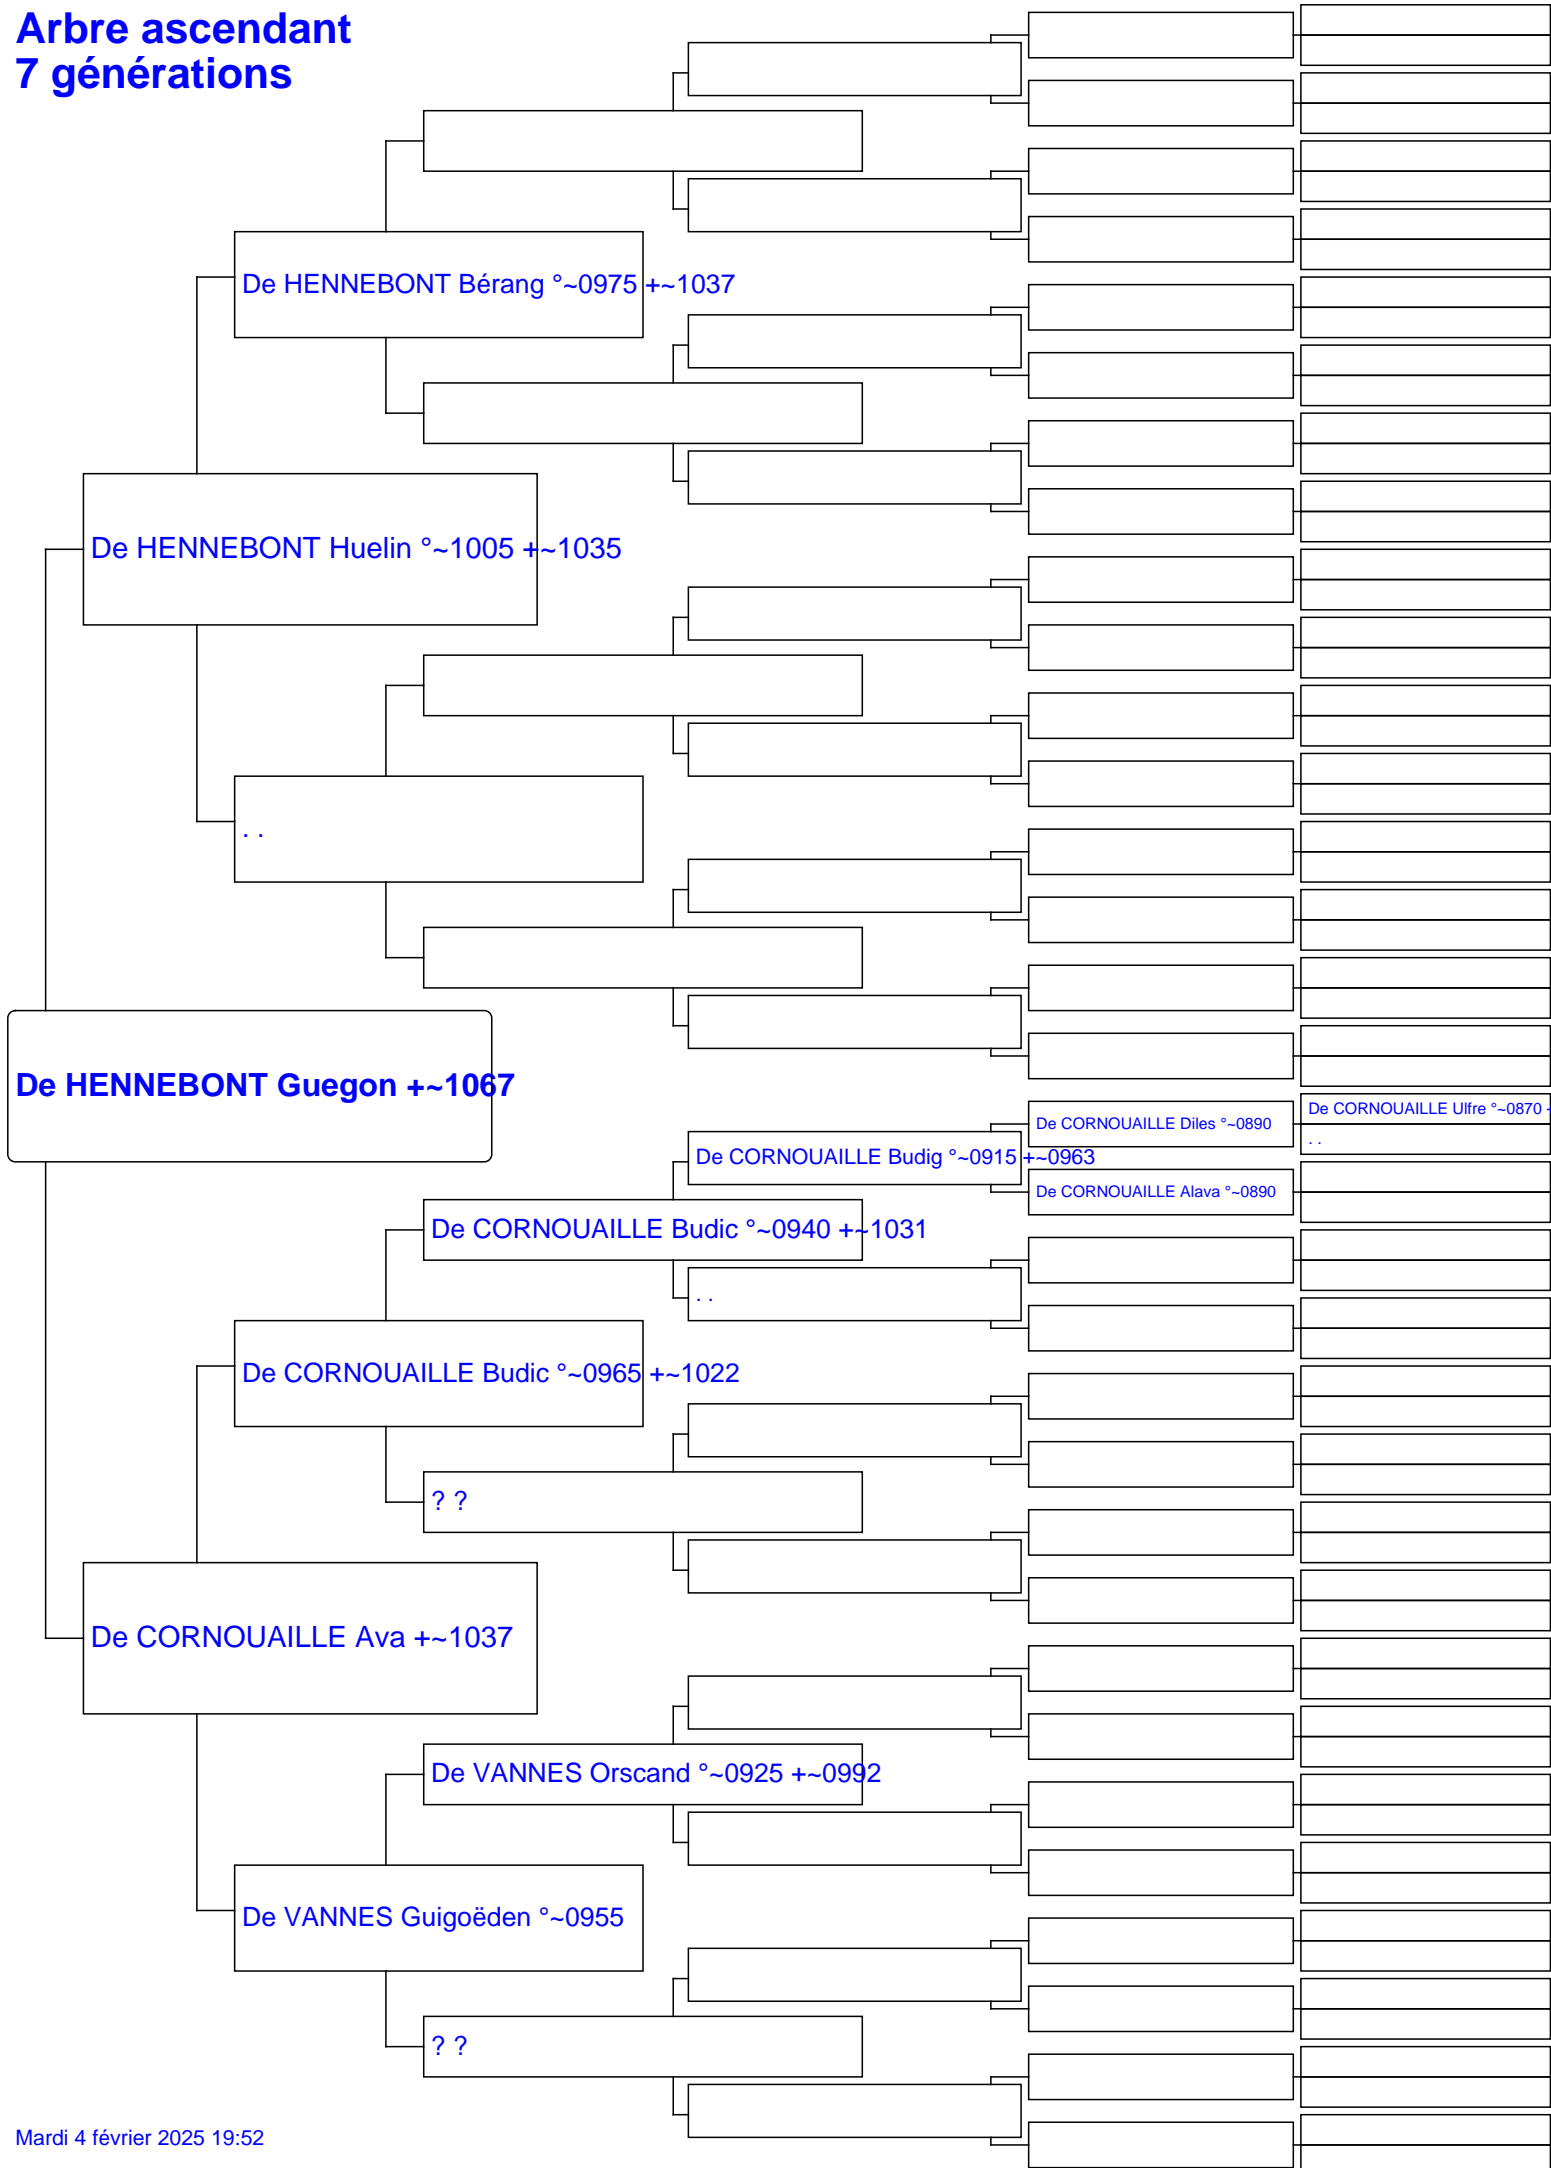 Arbre ascendant
7 générations
De HENNEBONT Bérang °~0975 +~1037
De HENNEBONT Huelin °~1005 +~1035
. .
De HENNEBONT Guegon +~1067
De CORNOUAILLE Ulfre °~0870 -
De CORNOUAILLE Diles °~0890
. .
De CORNOUAILLE Budig °~0915 +~0963
De CORNOUAILLE Alava °~0890
De CORNOUAILLE Budic °~0940 +~1031
. .
De CORNOUAILLE Budic °~0965 +~1022
? ?
De CORNOUAILLE Ava +~1037
De VANNES Orscand °~0925 +~0992
De VANNES Guigoëden °~0955
? ?
Mardi 4 février 2025 19:52